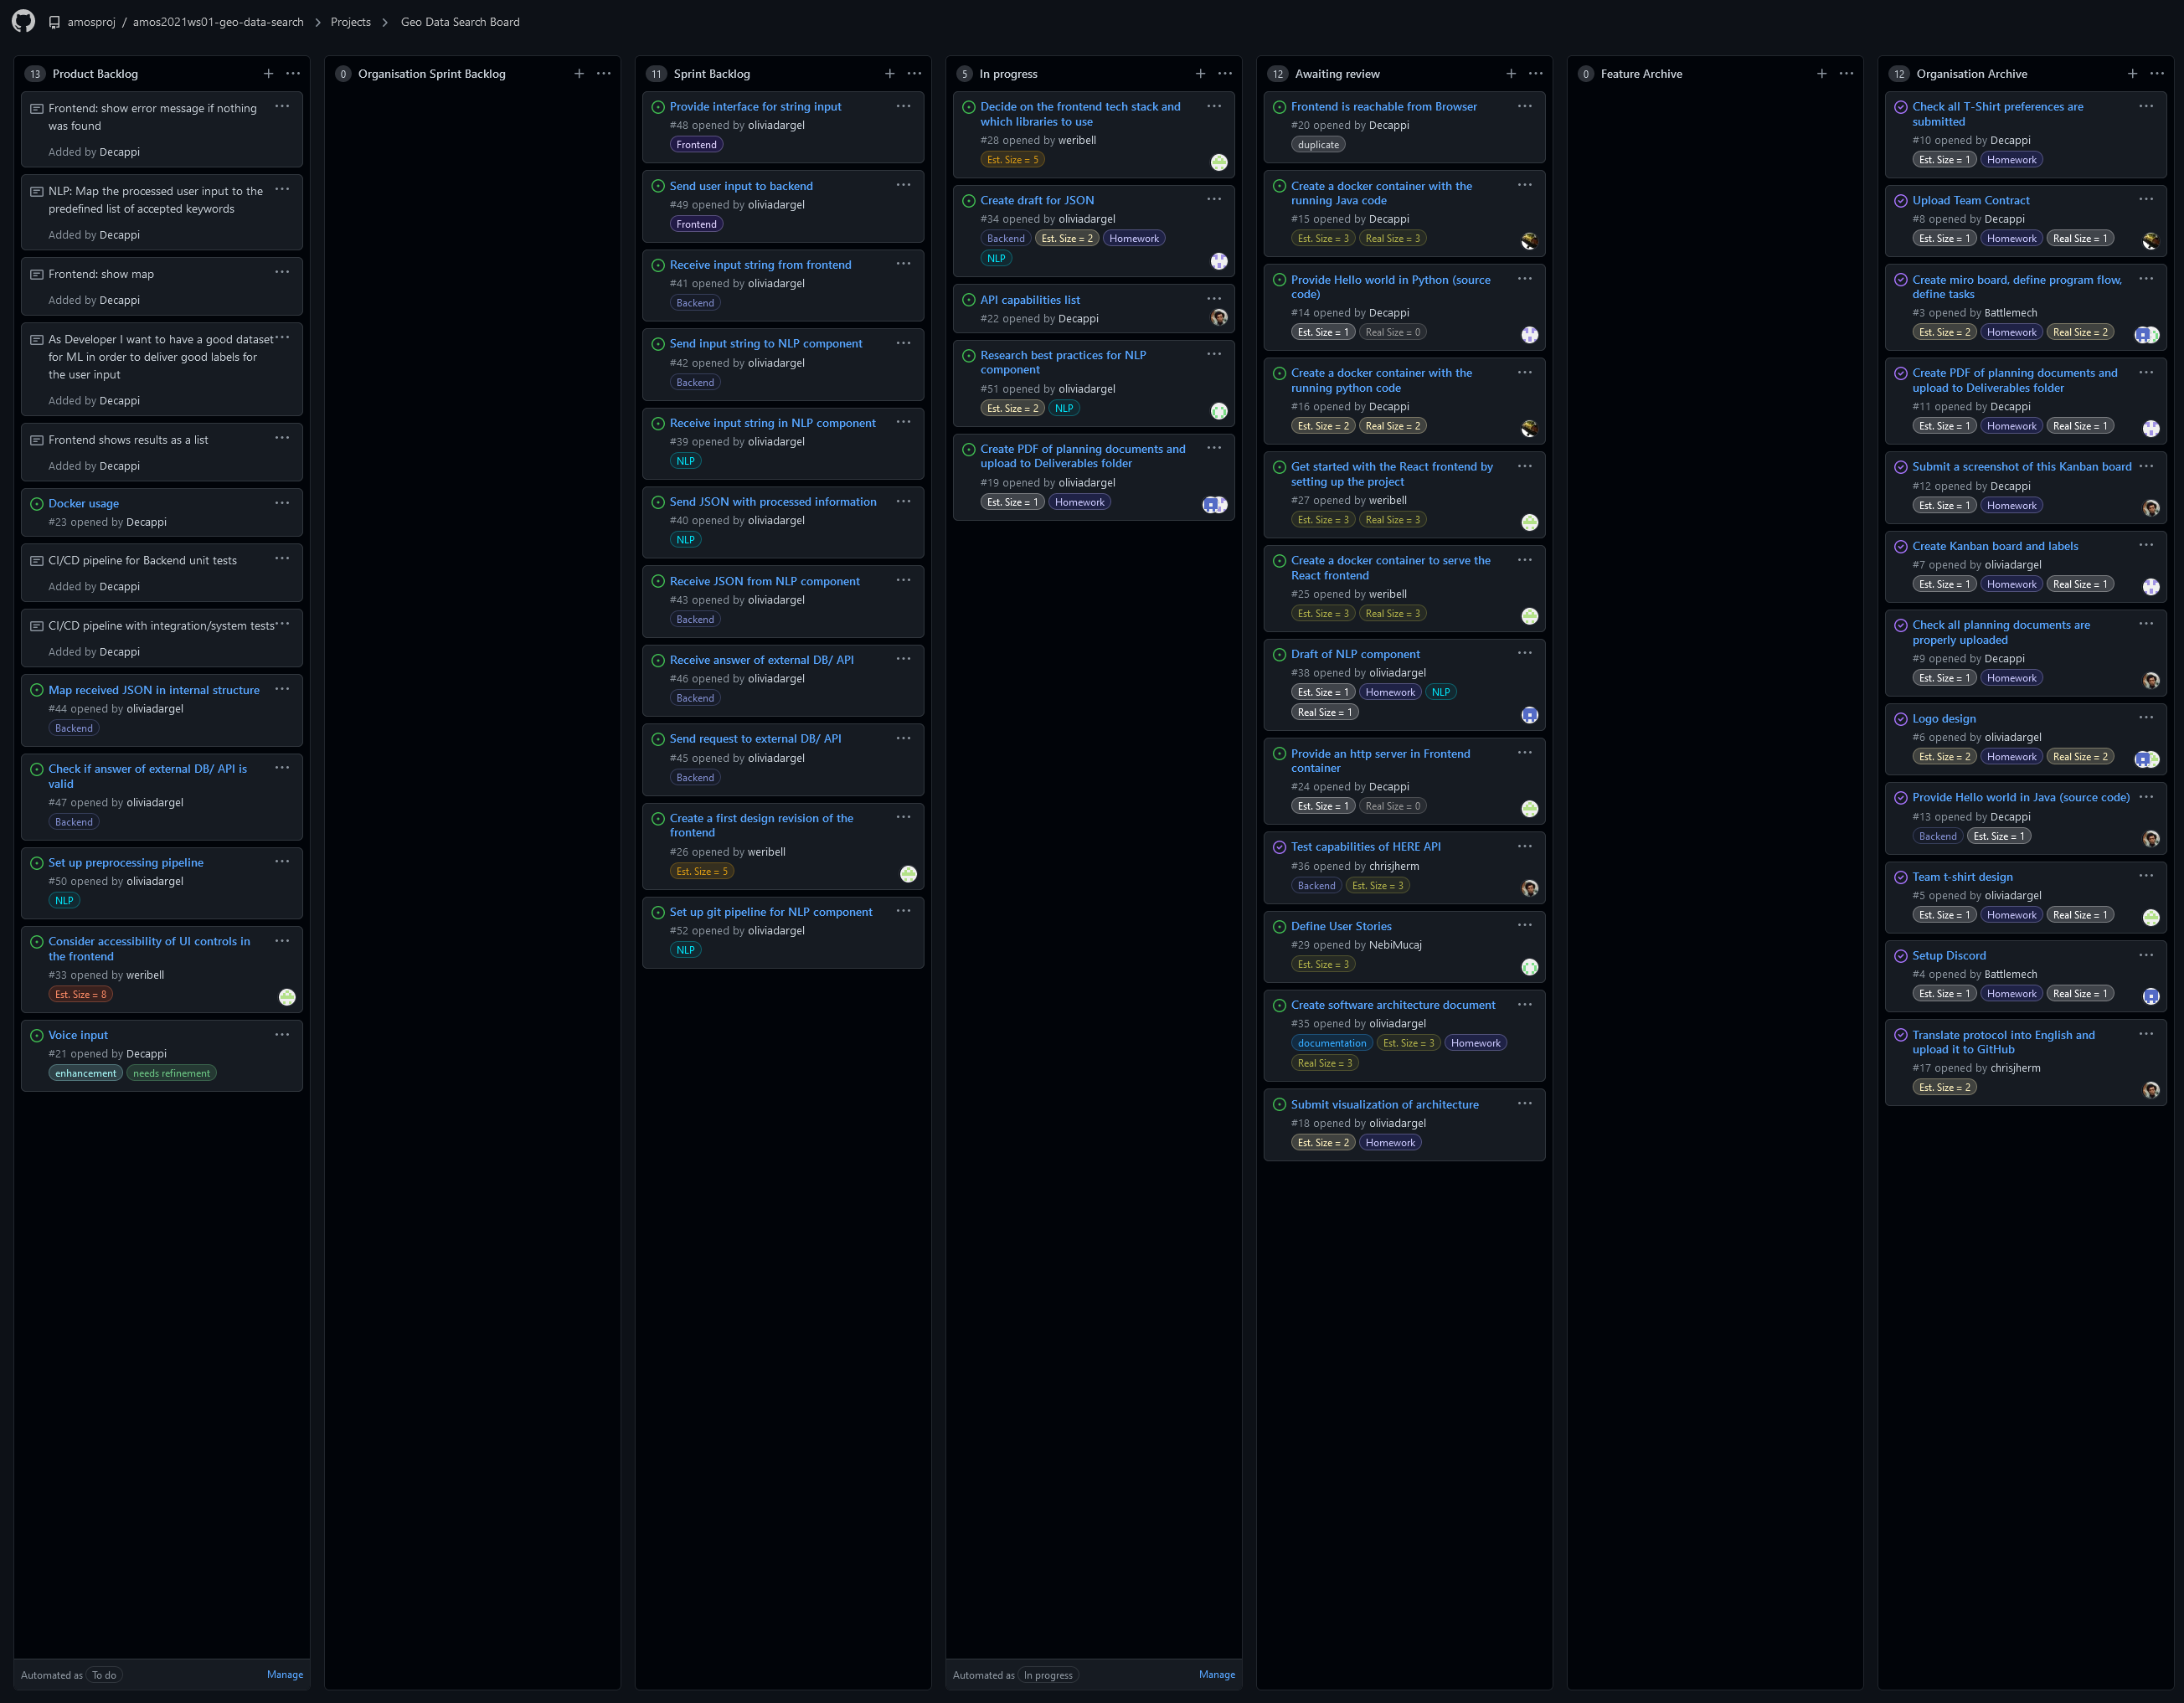 amosproj / amos2021ws01-geo-data-search > Projects > Geo Data Search Board
13 Product Backlog
Frontend: show error message if nothing
was found
Added by Decappi
NLP: Map the processed user input to the
predefined list of accepted keywords
Added by Decappi
Frontend: show map
Added by Decappi
As Developer I want to have a good dataset
for ML in order to deliver good labels for
the user input
Added by Decappi
Frontend shows results as a list
Added by Decappi
Docker usage
#23 opened by Decappi
CI/CD pipeline for Backend unit tests
Added by Decappi
CI/CD pipeline with integration/system tests
Added by Decappi
Map received JSON in internal structure
#44 opened by oliviadargel
Backend
Check if answer of external DB/ API is
valid
#47 opened by oliviadargel
Backend
Set up preprocessing pipeline
#50 opened by oliviadargel
NLP
Consider accessibility of UI controls in
the frontend
#33 opened by weribell
Est. Size = 8
Voice input
#21 opened by Decappi
enhancement needs refinement
Automated as To do Manage
0 Organisation Sprint Backlog
11 Sprint Backlog
Provide interface for string input
#48 opened by oliviadargel
Frontend
Send user input to backend
#49 opened by oliviadargel
Frontend
Receive input string from frontend
#41 opened by oliviadargel
Backend
Send input string to NLP component
#42 opened by oliviadargel
Backend
Receive input string in NLP component
#39 opened by oliviadargel
NLP
Send JSON with processed information
#40 opened by oliviadargel
NLP
Receive JSON from NLP component
#43 opened by oliviadargel
Backend
Receive answer of external DB/ API
#46 opened by oliviadargel
Backend
Send request to external DB/ API
#45 opened by oliviadargel
Backend
Create a first design revision of the
frontend
#26 opened by weribell
Est. Size = 5
Set up git pipeline for NLP component
#52 opened by oliviadargel
NLP
5 In progress
Decide on the frontend tech stack and
which libraries to use
#28 opened by weribell
Est. Size = 5
Create draft for JSON
#34 opened by oliviadargel
Backend Est. Size = 2 Homework
NLP
API capabilities list
#22 opened by Decappi
Research best practices for NLP
component
#51 opened by oliviadargel
Est. Size = 2 NLP
Create PDF of planning documents and
upload to Deliverables folder
#19 opened by oliviadargel
Est. Size = 1 Homework
Automated as In progress Manage
12 Awaiting review
Frontend is reachable from Browser
#20 opened by Decappi
duplicate
Create a docker container with the
running Java code
#15 opened by Decappi
Est. Size = 3 Real Size = 3
Provide Hello world in Python (source
code)
#14 opened by Decappi
Est. Size = 1 Real Size = 0
Create a docker container with the
running python code
#16 opened by Decappi
Est. Size = 2 Real Size = 2
Get started with the React frontend by
setting up the project
#27 opened by weribell
Est. Size = 3 Real Size = 3
Create a docker container to serve the
React frontend
#25 opened by weribell
Est. Size = 3 Real Size = 3
Draft of NLP component
#38 opened by oliviadargel
Est. Size = 1 Homework NLP
Real Size = 1
Provide an http server in Frontend
container
#24 opened by Decappi
Est. Size = 1 Real Size = 0
Test capabilities of HERE API
#36 opened by chrisjherm
Backend Est. Size = 3
Define User Stories
#29 opened by NebiMucaj
Est. Size = 3
Create software architecture document
#35 opened by oliviadargel
documentation Est. Size = 3 Homework
Real Size = 3
Submit visualization of architecture
#18 opened by oliviadargel
Est. Size = 2 Homework
0 Feature Archive
12 Organisation Archive
Check all T-Shirt preferences are
submitted
#10 opened by Decappi
Est. Size = 1 Homework
Upload Team Contract
#8 opened by Decappi
Est. Size = 1 Homework Real Size = 1
Create miro board, define program flow,
define tasks
#3 opened by Battlemech
Est. Size = 2 Homework Real Size = 2
Create PDF of planning documents and
upload to Deliverables folder
#11 opened by Decappi
Est. Size = 1 Homework Real Size = 1
Submit a screenshot of this Kanban board
#12 opened by Decappi
Est. Size = 1 Homework
Create Kanban board and labels
#7 opened by oliviadargel
Est. Size = 1 Homework Real Size = 1
Check all planning documents are
properly uploaded
#9 opened by Decappi
Est. Size = 1 Homework
Logo design
#6 opened by oliviadargel
Est. Size = 2 Homework Real Size = 2
Provide Hello world in Java (source code)
#13 opened by Decappi
Backend Est. Size = 1
Team t-shirt design
#5 opened by oliviadargel
Est. Size = 1 Homework Real Size = 1
Setup Discord
#4 opened by Battlemech
Est. Size = 1 Homework Real Size = 1
Translate protocol into English and
upload it to GitHub
#17 opened by chrisjherm
Est. Size = 2